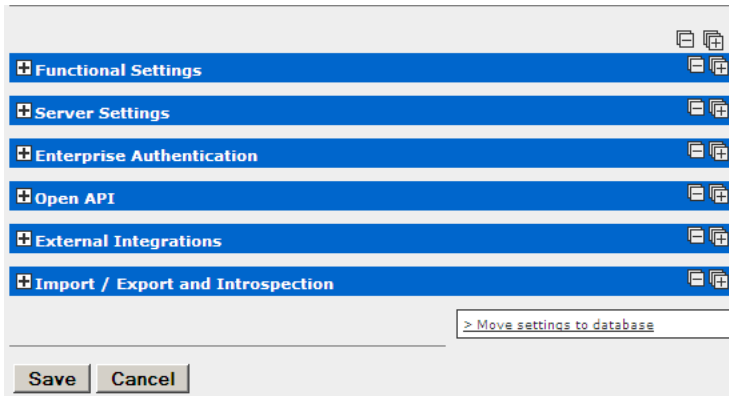 Functional Settings
Server Settings
Enterprise Authentication
Open API
External Integrations
Import / Export and Introspection
> Move settings to database
Save Cancel